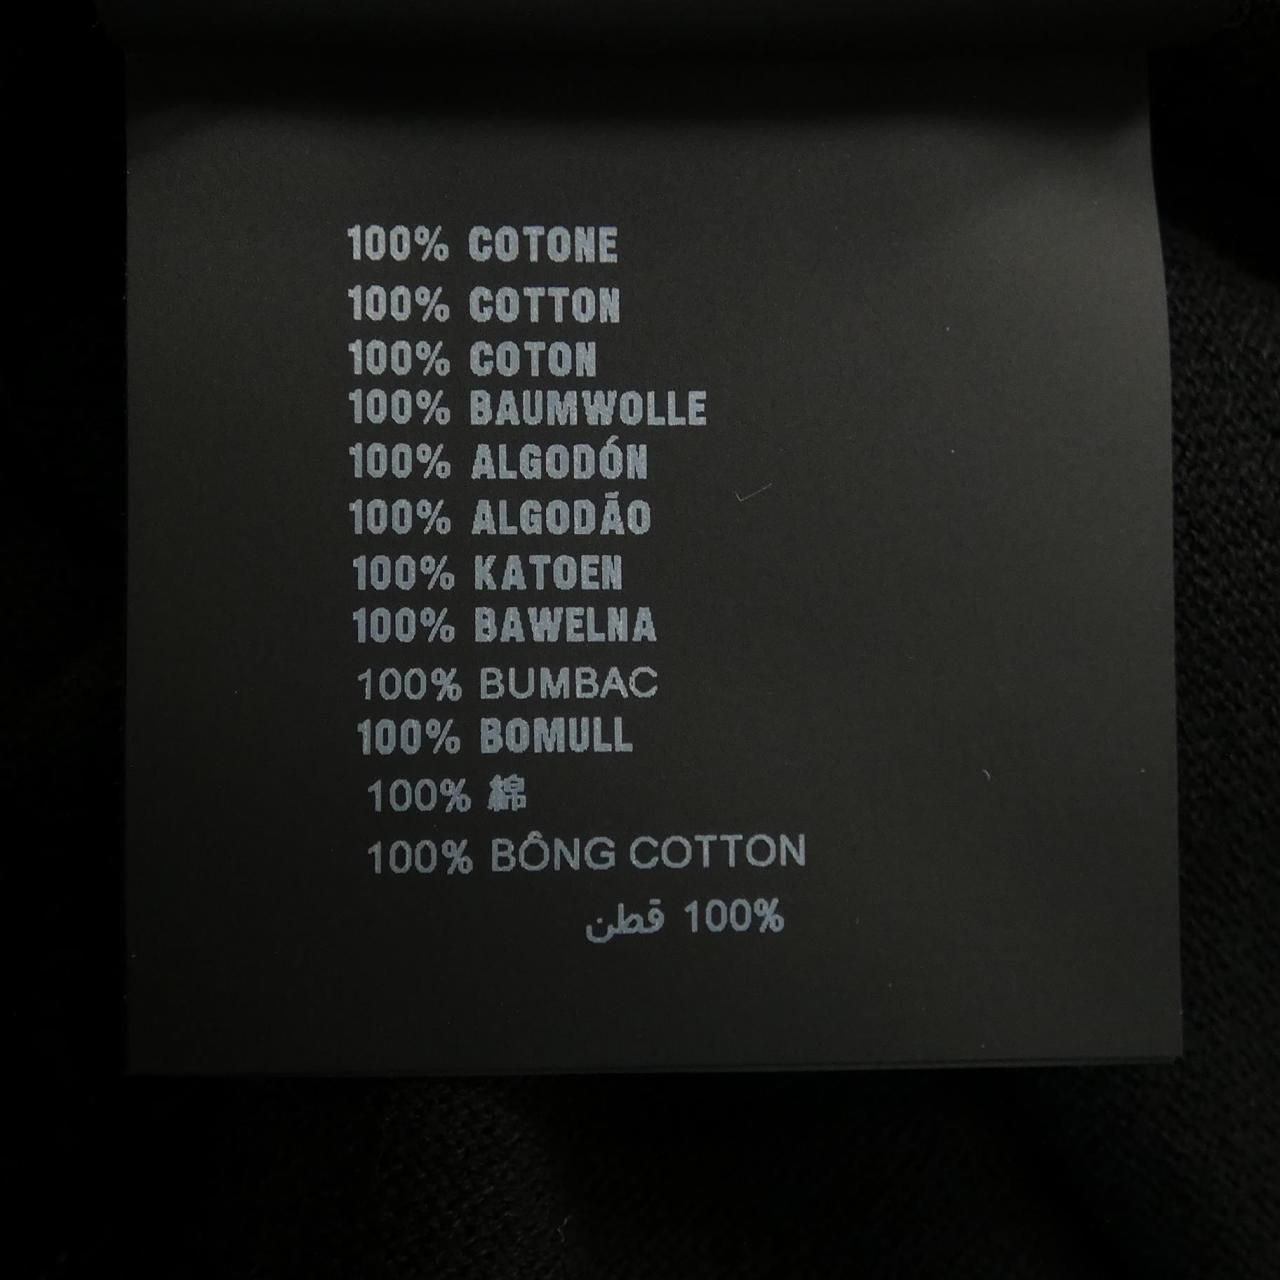 100% COTONE
100% COTTON
100% COTON
100% BAUMWOLLE
100% ALGODÓN
100% ALGODÃO
100% KATOEN
100% BAWELNA
100% BUMBAC
100% BOMULL
100% 綿
100% BÔNG COTTON
100% قطن